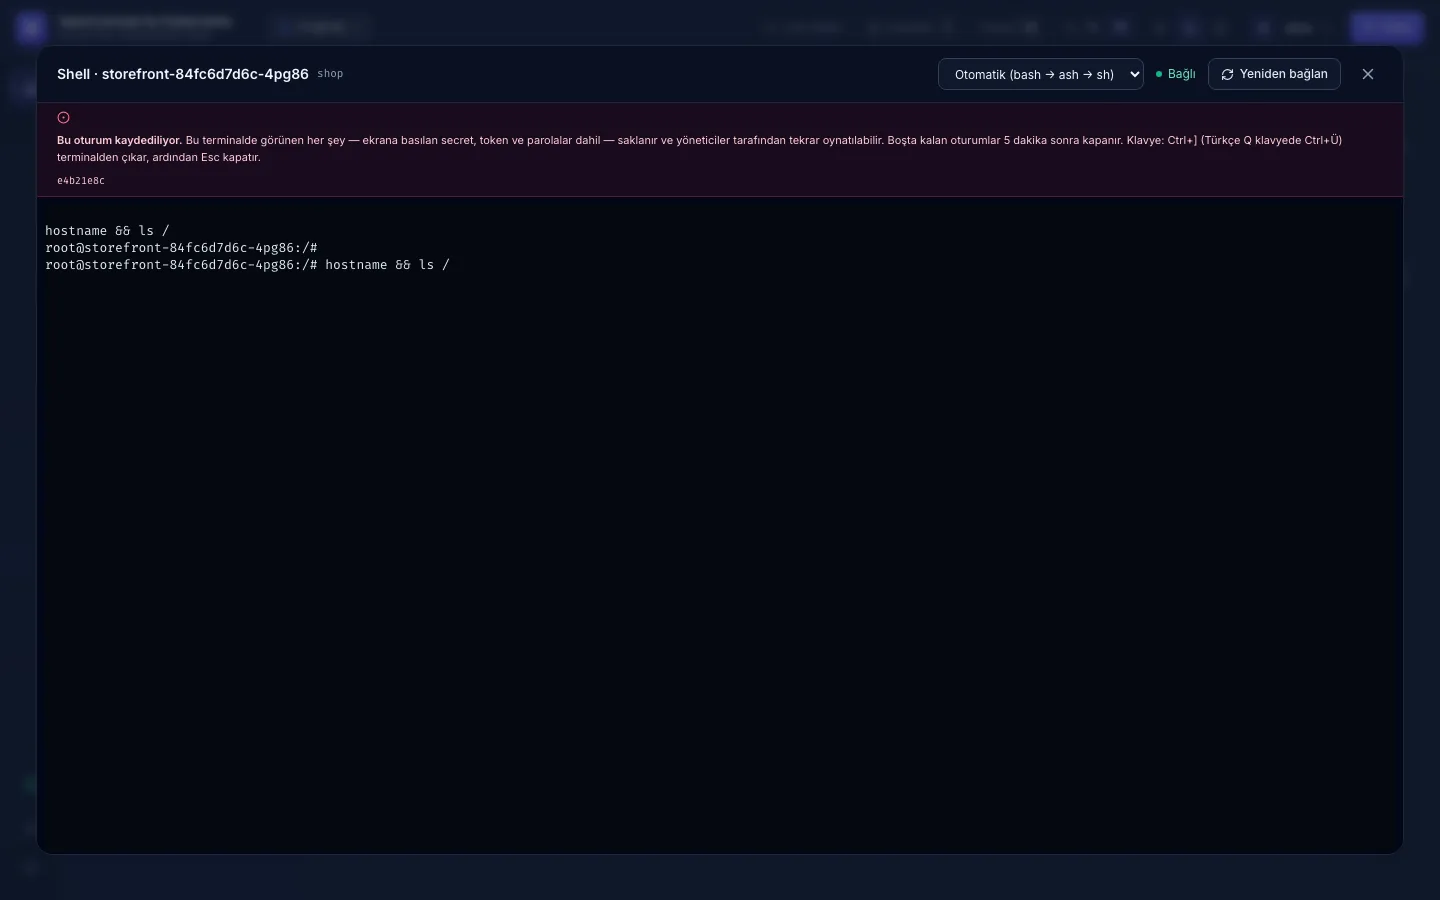 Shell · storefront-84fc6d7d6c-4pg86 shop
Otomatik (bash → ash → sh)
Bağlı
Yeniden bağlan
Bu oturum kaydediliyor. Bu terminalde görünen her şey — ekrana basılan secret, token ve parolalar dahil — saklanır ve yöneticiler tarafından tekrar oynatılabilir. Boşta kalan oturumlar 5 dakika sonra kapanır. Klavye: Ctrl+] (Türkçe Q klavyede Ctrl+Ü)
terminalden çıkar, ardından Esc kapatır.
e4b21e8c
hostname && ls /
root@storefront-84fc6d7d6c-4pg86:/#
root@storefront-84fc6d7d6c-4pg86:/# hostname && ls /